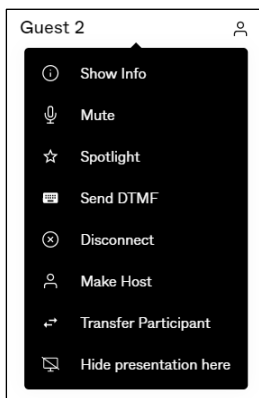 Guest 2
Show Info
Mute
Spotlight
Send DTMF
Disconnect
Make Host
Transfer Participant
Hide presentation here